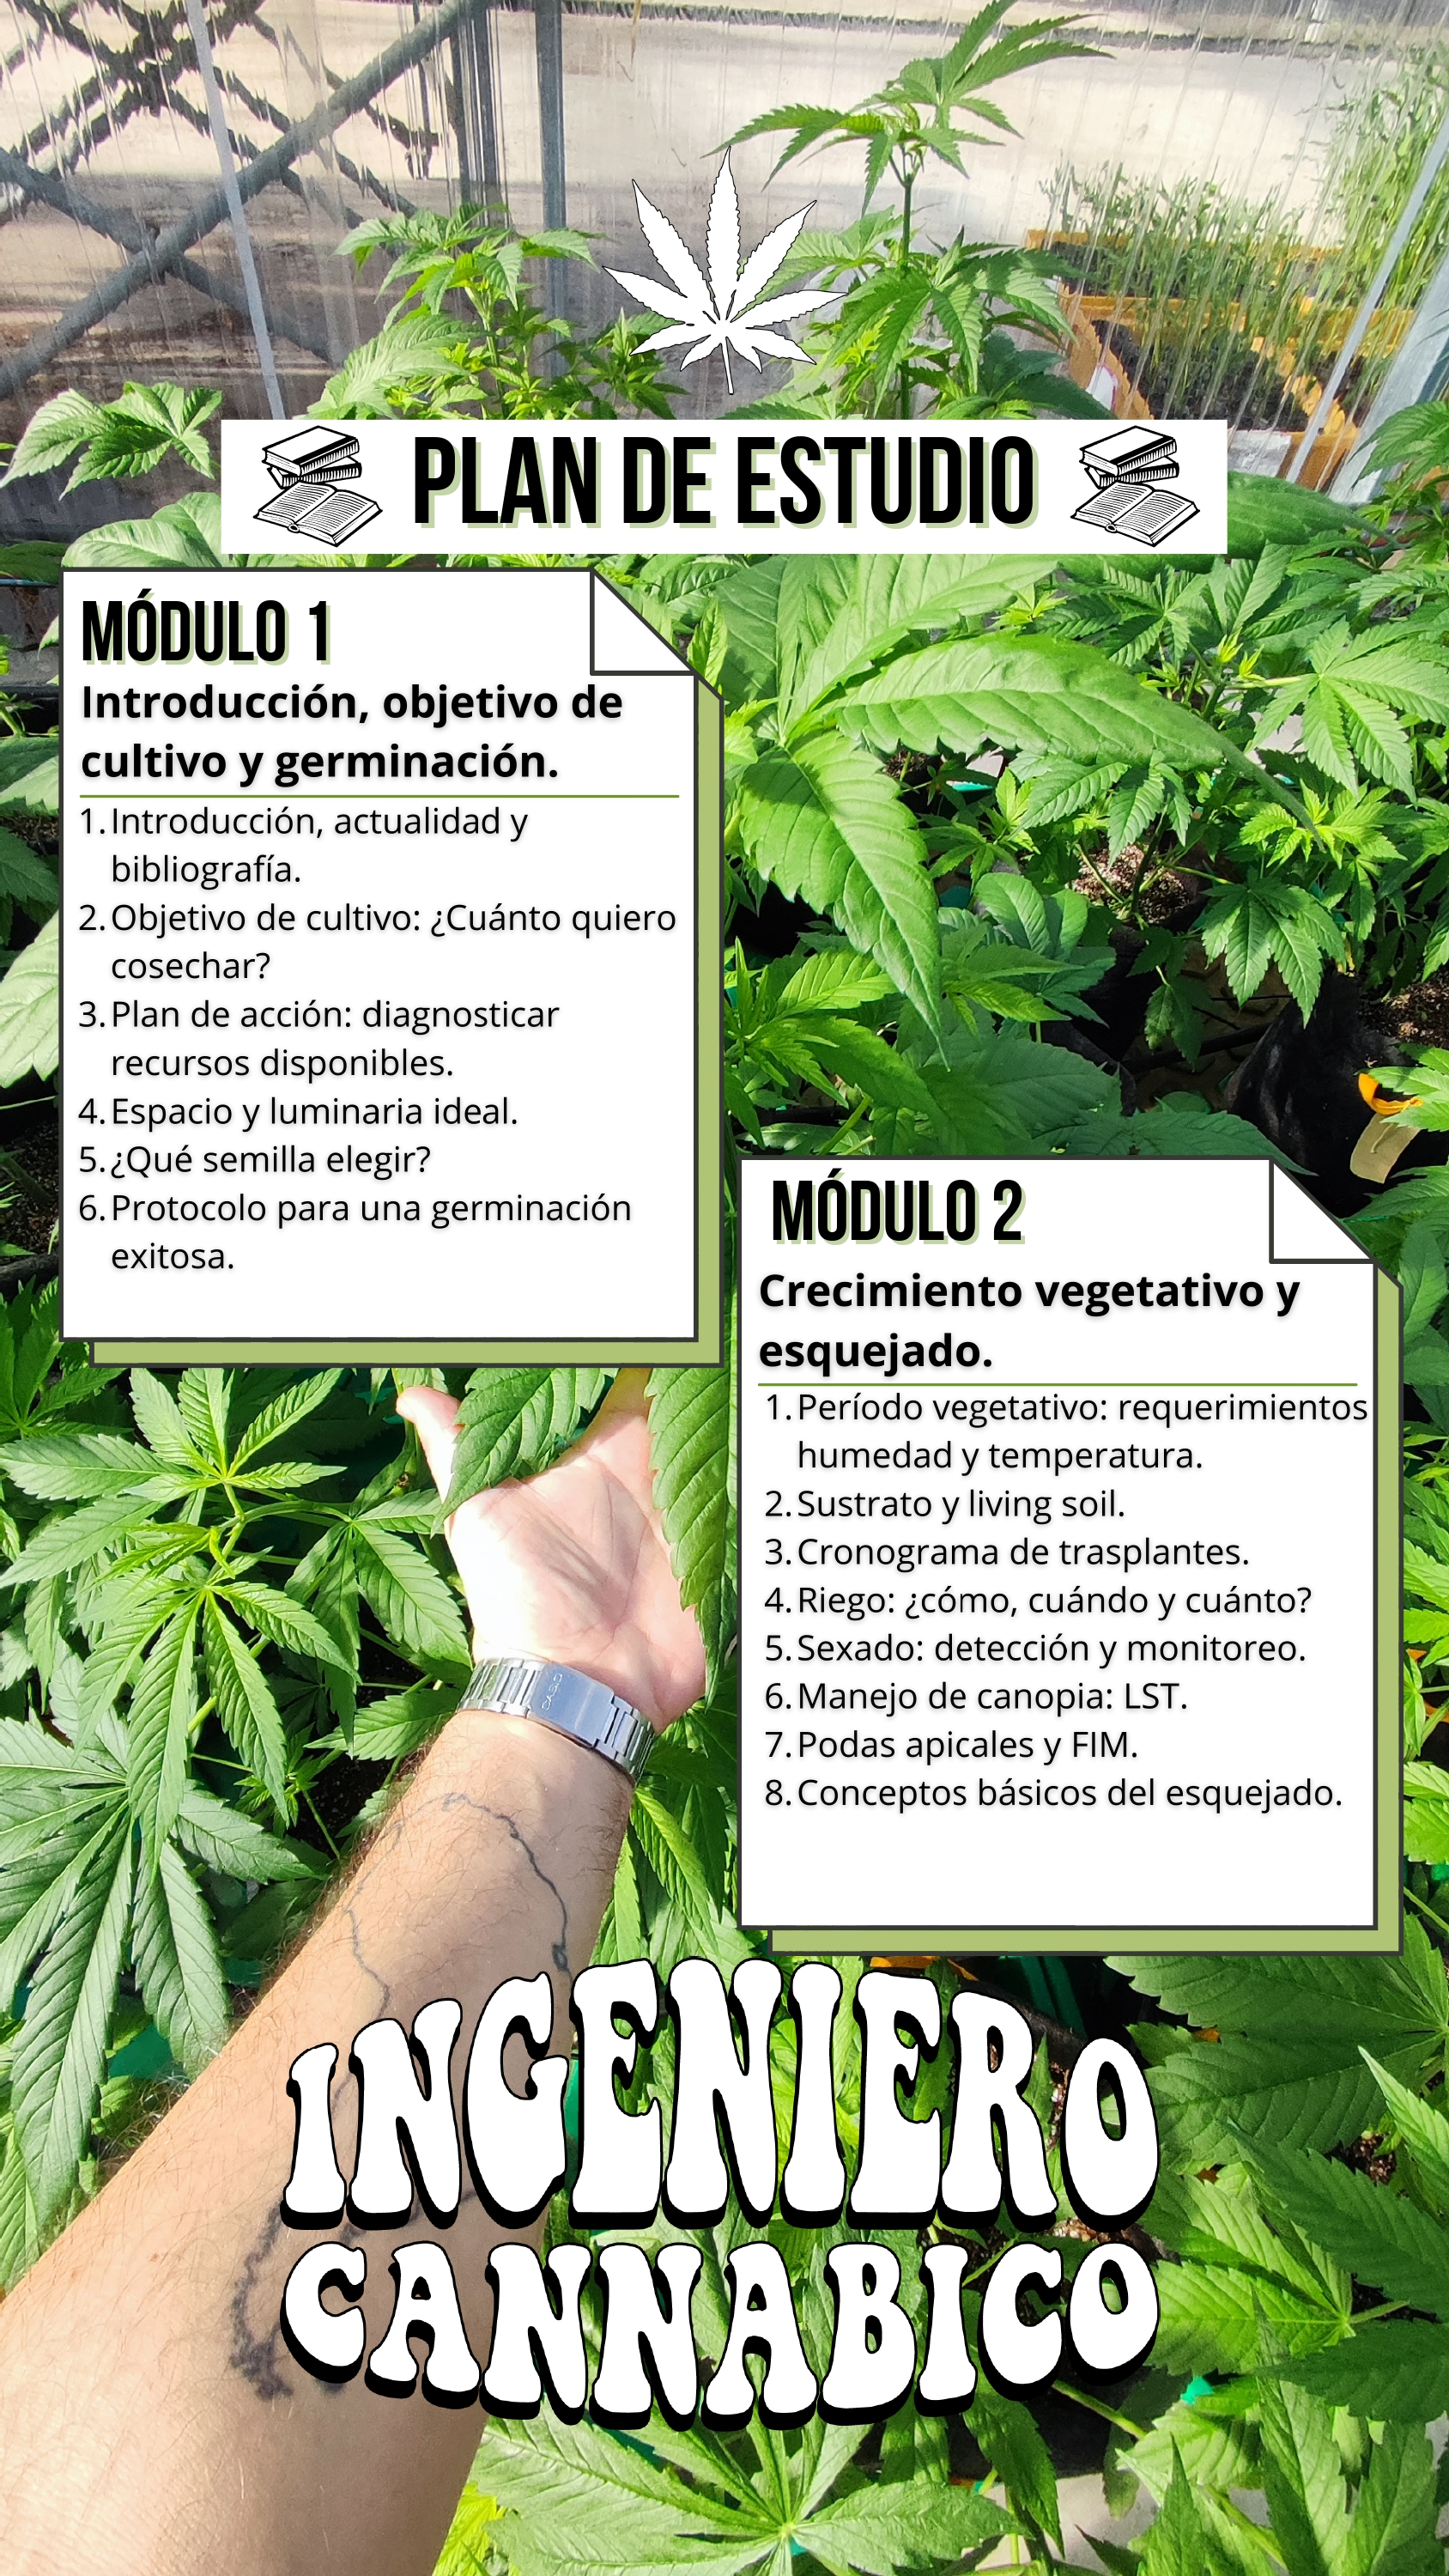 PLAN DE ESTUDIO
MÓDULO 1
Introducción, objetivo de
cultivo y germinación.
1. Introducción, actualidad y
bibliografía.
2. Objetivo de cultivo: ¿Cuánto quiero
cosechar?
3. Plan de acción: diagnosticar
recursos disponibles.
4. Espacio y luminaria ideal.
5. ¿Qué semilla elegir?
6. Protocolo para una germinación
exitosa.
MÓDULO 2
Crecimiento vegetativo y
esquejado.
1. Período vegetativo: requerimientos
humedad y temperatura.
2. Sustrato y living soil.
3. Cronograma de trasplantes.
4. Riego: ¿cómo, cuándo y cuánto?
5. Sexado: detección y monitoreo.
6. Manejo de canopia: LST.
7. Podas apicales y FIM.
8. Conceptos básicos del esquejado.
CASIO
INGENIERO
CANNABICO